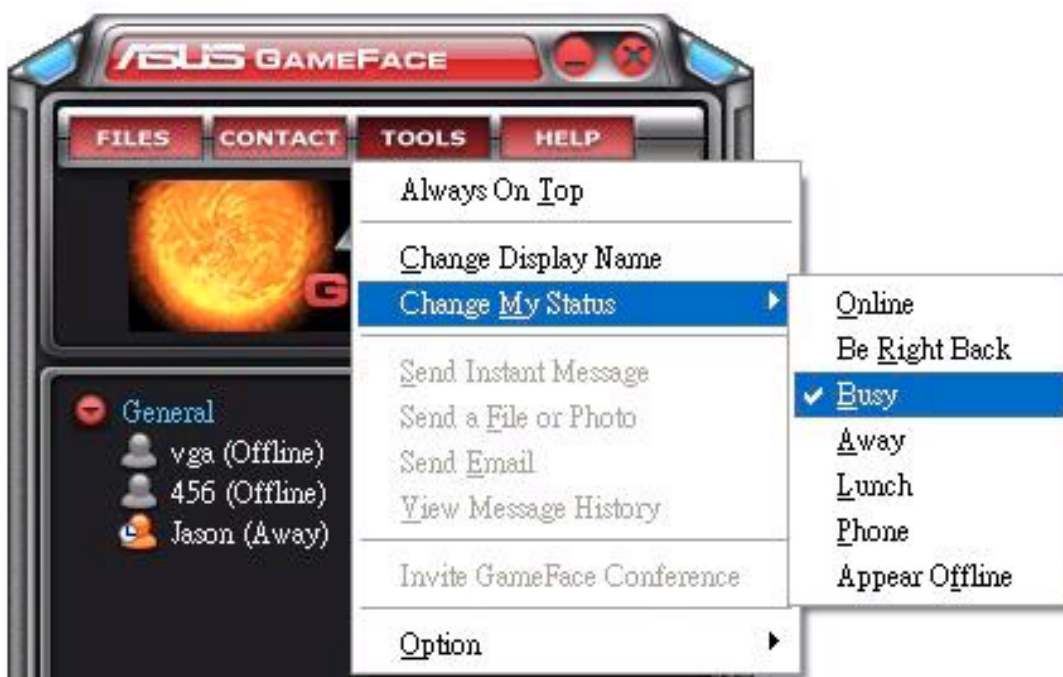 ASUS GAMEFACE
FILES
CONTACT
TOOLS
HELP
G
Always On Top
Change Display Name
Change My Status
Send Instant Message
Send a File or Photo
Send Email
View Message History
Invite GameFace Conference
Option
Online
Be Right Back
Busy
Away
Lunch
Phone
Appear Offline
General
vga (Offline)
456 (Offline)
Jason (Away)